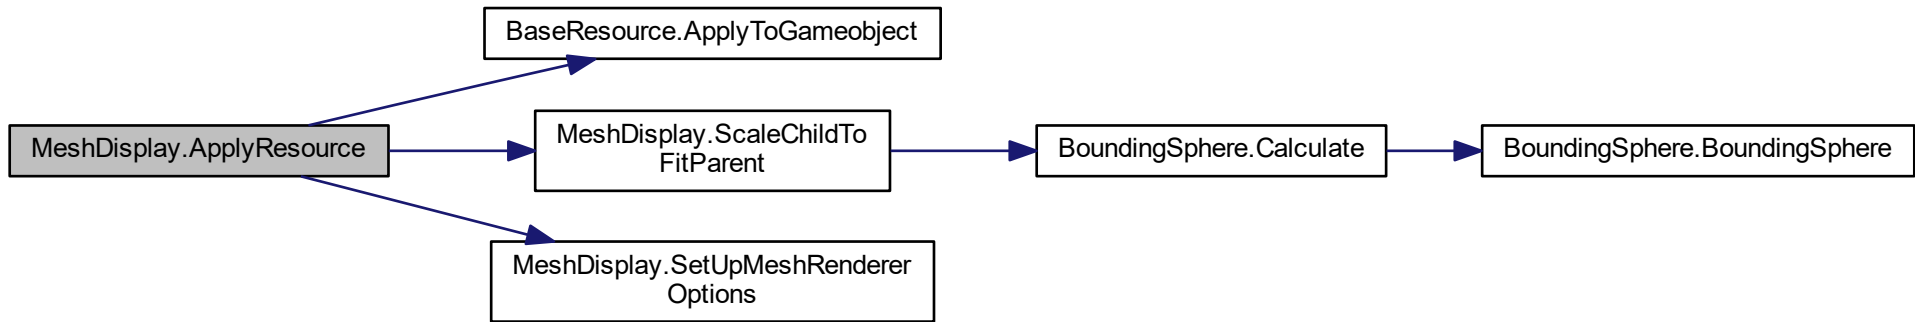 BaseResource.ApplyToGameobject
MeshDisplay.ApplyResource
MeshDisplay.ScaleChildTo
FitParent
BoundingSphere.Calculate
BoundingSphere.BoundingSphere
MeshDisplay.SetUpMeshRenderer
Options